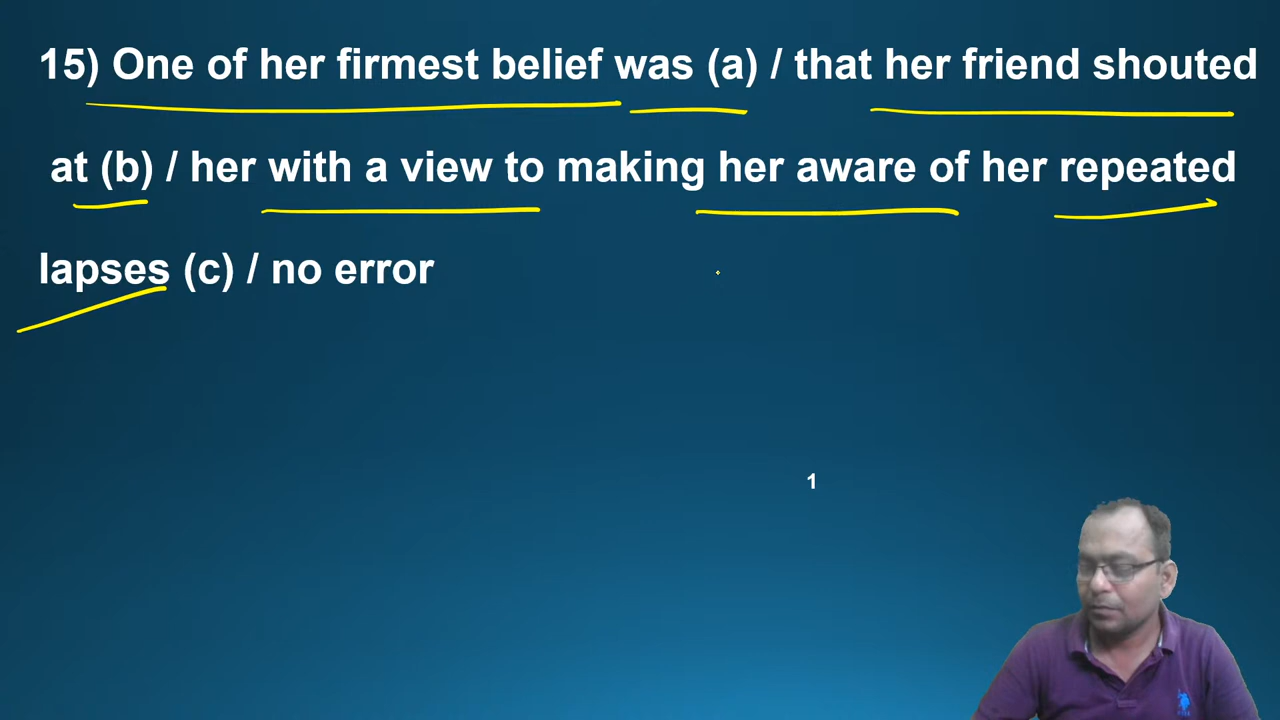 15) One of her firmest belief was (a) / that her friend shouted
at (b) / her with a view to making her aware of her repeated
lapses (c) / no error
1